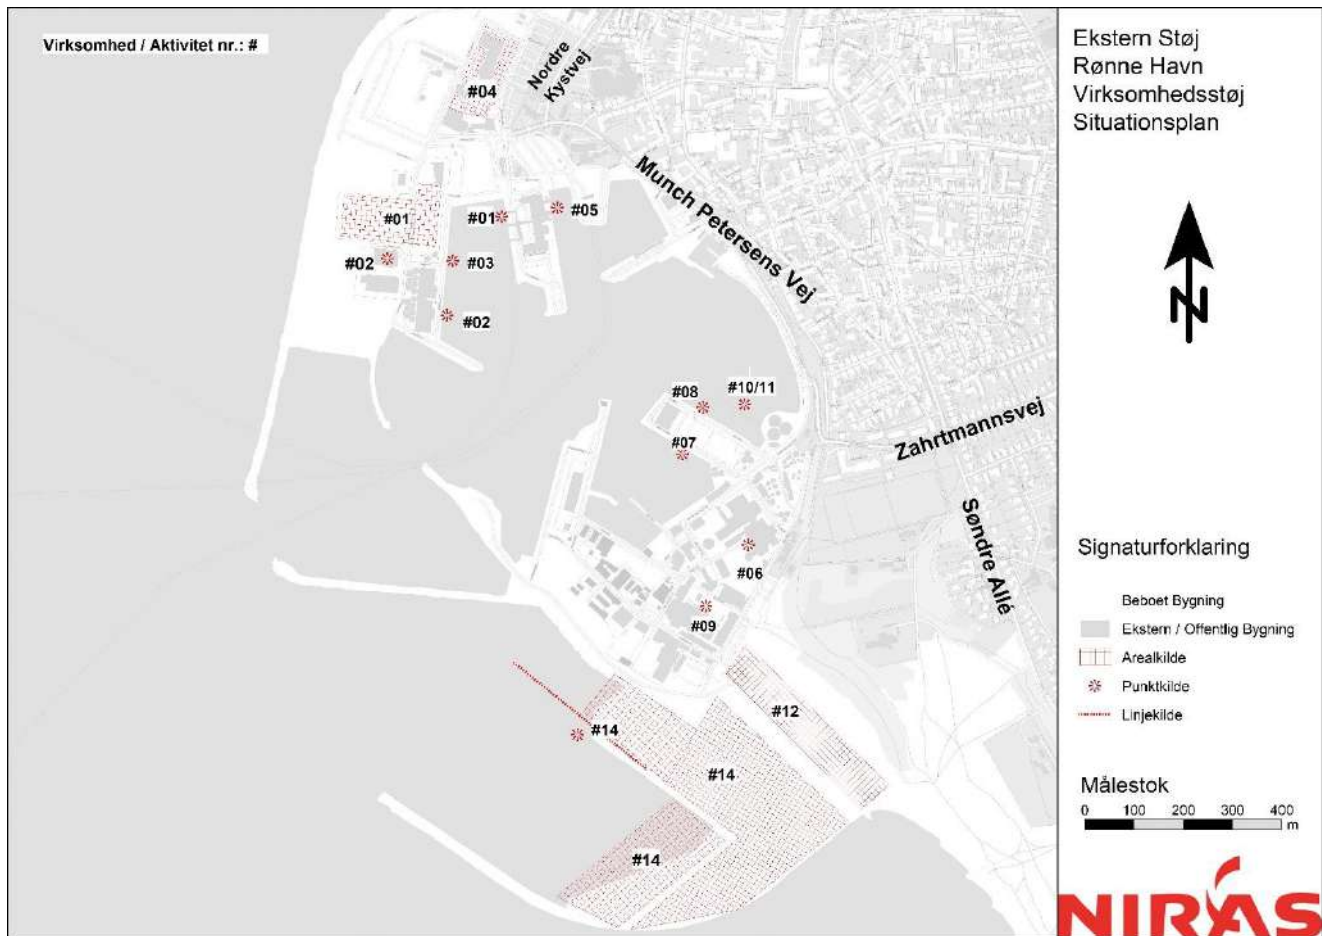 Virksomhed / Aktivitet nr.: #
Nordre
Kystvej
#04
Munch Petersens Vej
#01
#01
#05
#02
#03
#02
#08
#10/11
#07
Zahrtmannsvej
Søndre Allé
#06
#09
#12
#14
#14
#14
Ekstern Støj
Rønne Havn
Virksomhedsstøj
Situationsplan
N
Signaturforklaring
Beboet Bygning
Ekstern / Offentlig Bygning
Arealkilde
Punktkilde
Linjekilde
Målestok
0 100 200 300 400
m
NIRAS